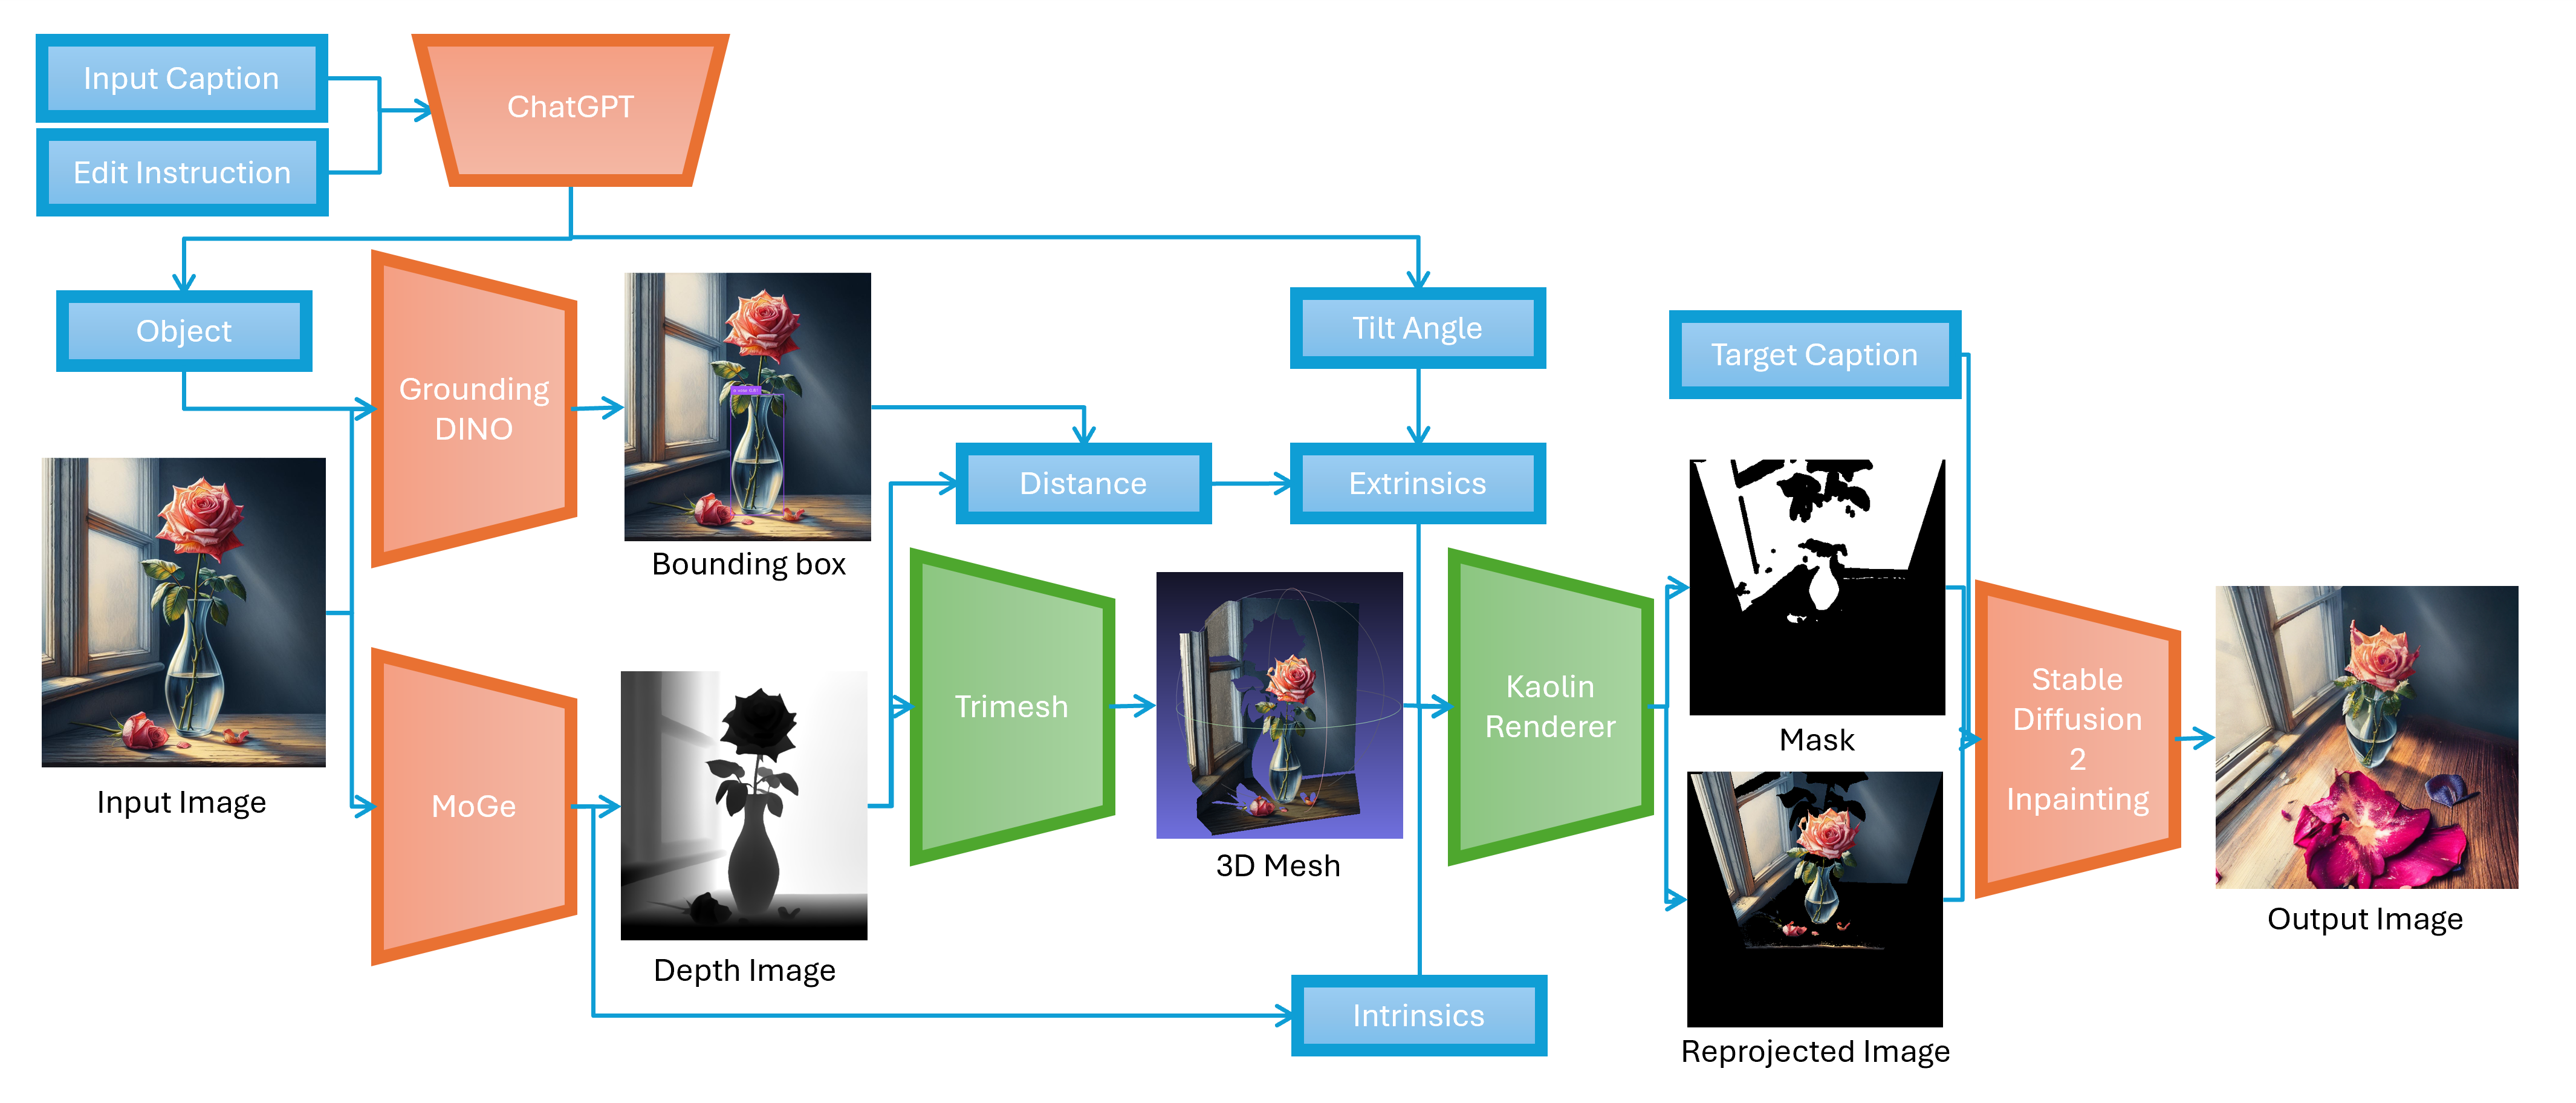 Input Caption
ChatGPT
Edit Instruction
Object
Grounding
DINO
Tilt Angle
Target Caption
Distance
Extrinsics
Bounding box
Input Image
MoGe
Depth Image
Trimesh
3D Mesh
Kaolin
Renderer
Mask
Reprojected Image
Stable
Diffusion
2
Inpainting
Output Image
Intrinsics